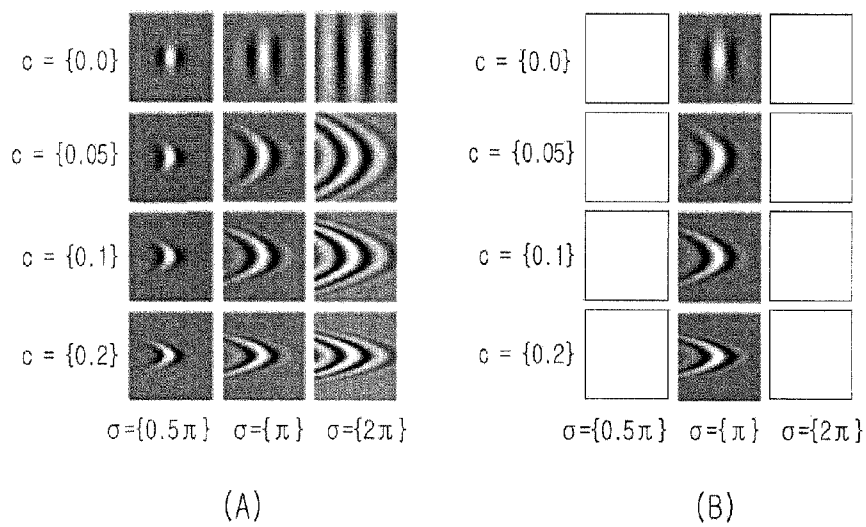 c = {0.0}
c = {0.05}
c = {0.1}
c = {0.2}
σ={0.5π} σ={π} σ={2π}
(A)
c = {0.0}
c = {0.05}
c = {0.1}
c = {0.2}
σ={0.5π} σ={π} σ={2π}
(B)